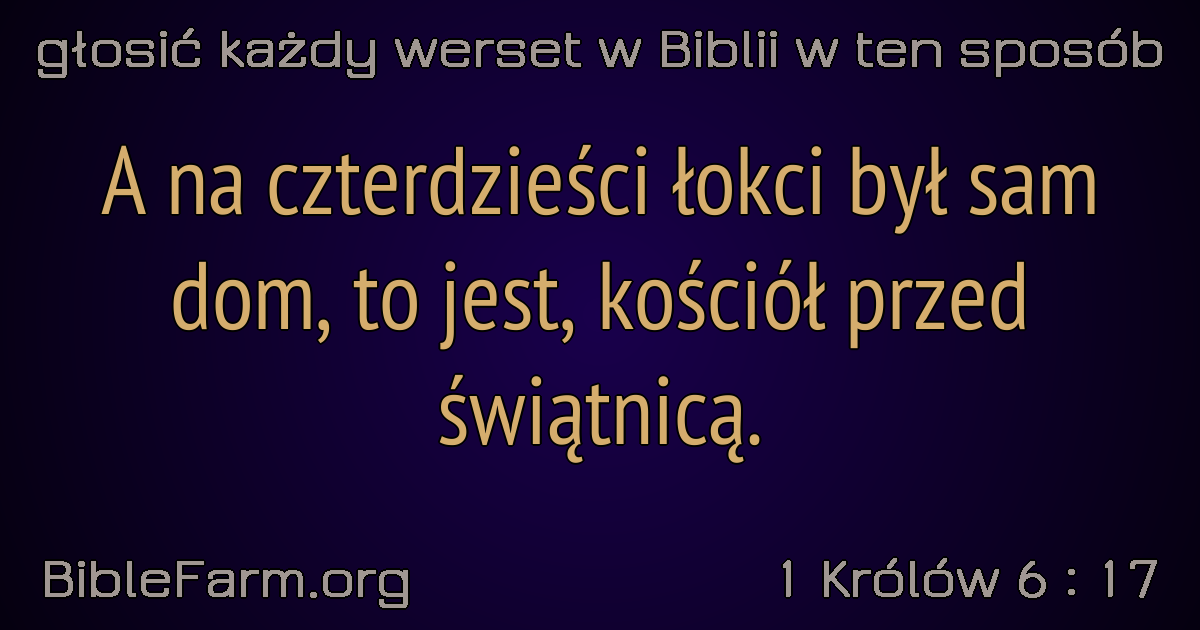 głosić każdy werset w Biblii w ten sposób
A na czterdzieści łokci był sam
dom, to jest, kościół przed
świątnicą.
BibleFarm.org
1 Królów 6 : 17